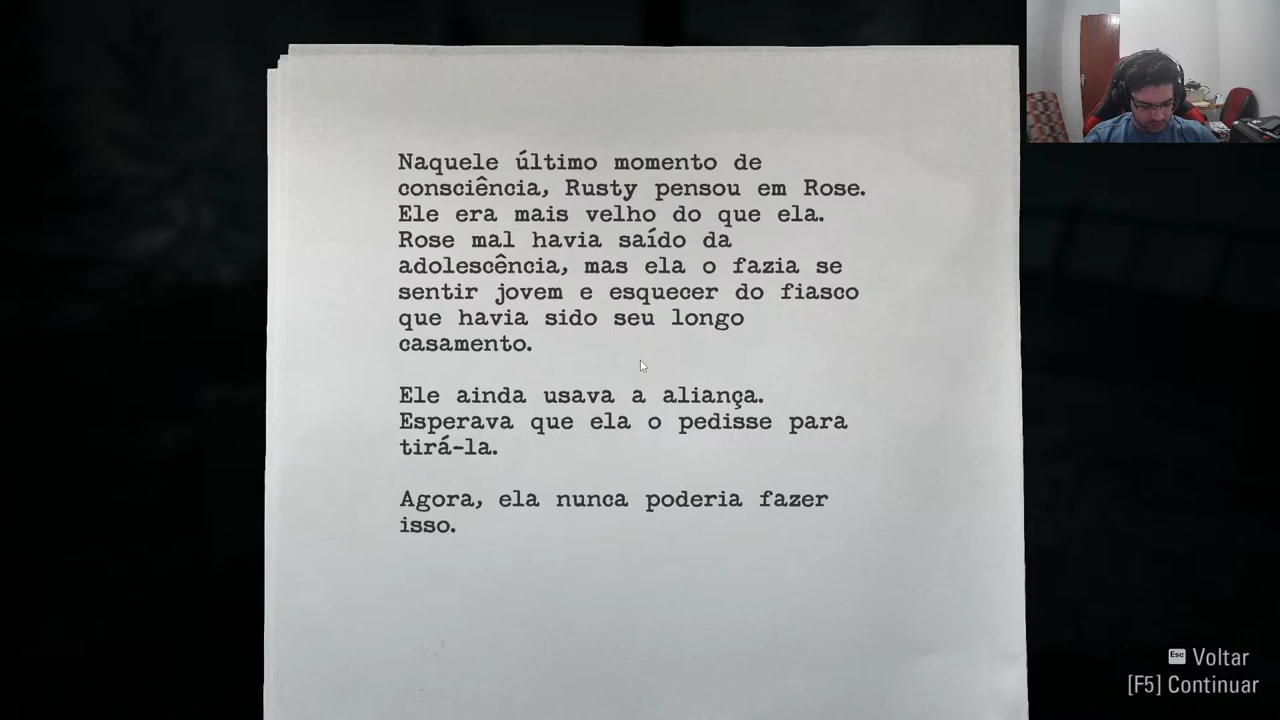 Naquele último momento de
consciência, Rusty pensou em Rose.
Ele era mais velho do que ela.
Rose mal havia saído da
adolescência, mas ela o fazia se
sentir jovem e esquecer do fiasco
que havia sido seu longo
casamento.
Ele ainda usava a aliança.
Esperava que ela o pedisse para
tirá-la.
Agora, ela nunca poderia fazer
isso.
Esc Voltar
[F5] Continuar